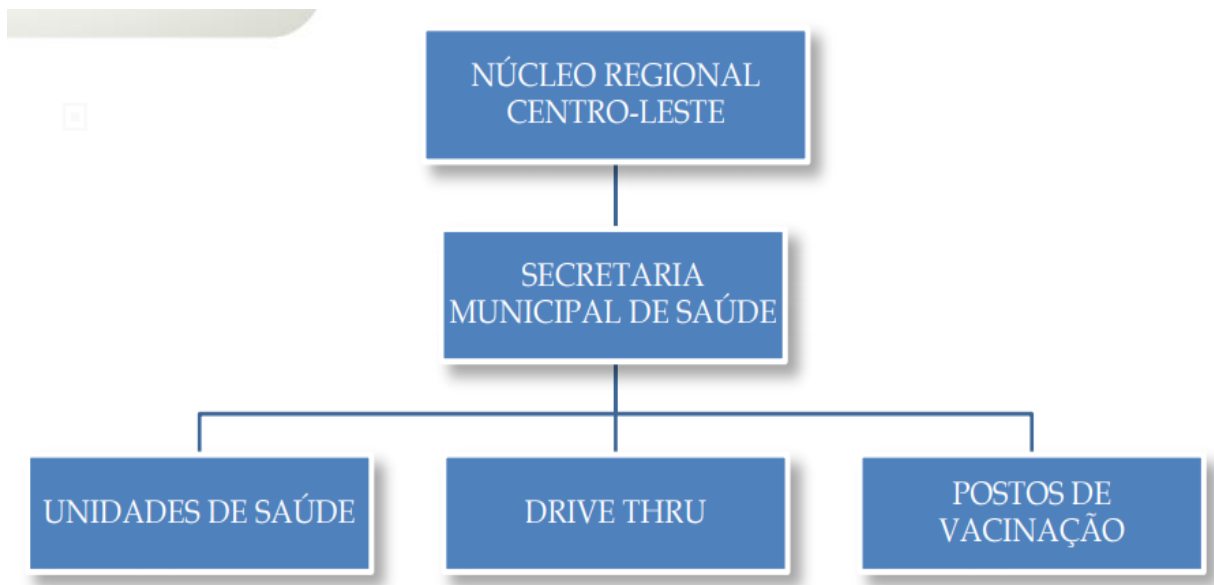 NÚCLEO REGIONAL
CENTRO-LESTE
SECRETARIA
MUNICIPAL DE SAÚDE
UNIDADES DE SAÚDE
DRIVE THRU
POSTOS DE
VACINAÇÃO